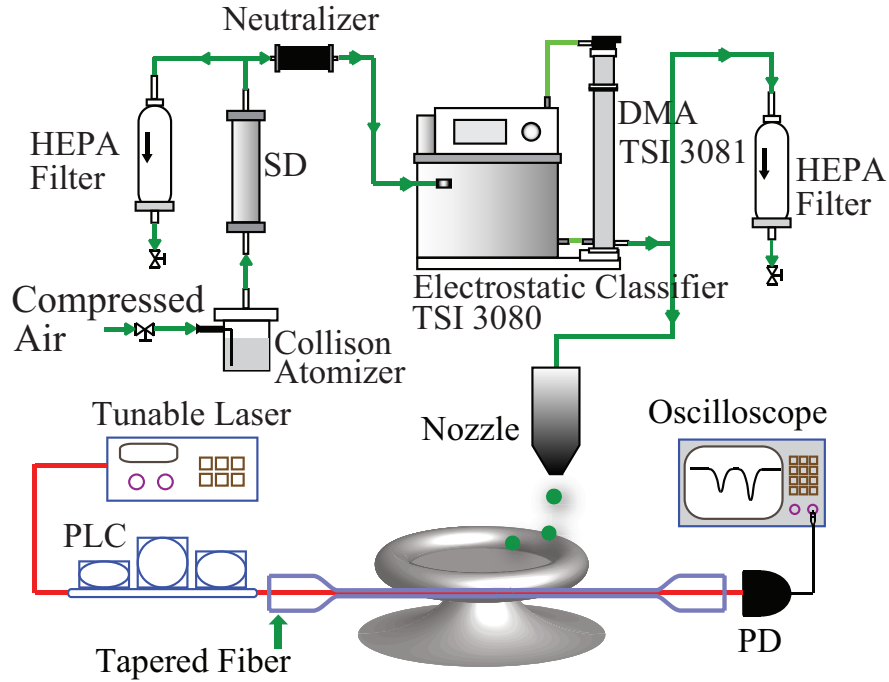 Neutralizer
HEPA
Filter
SD
DMA
TSI 3081
HEPA
Filter
Electrostatic Classifier
TSI 3080
Compressed
Air
Collison
Atomizer
Tunable Laser
Nozzle
Oscilloscope
PLC
PD
Tapered Fiber